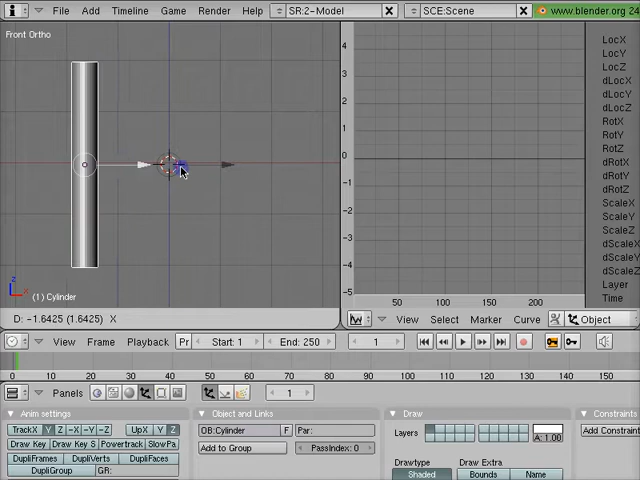 File Add Timeline Game Render Help SR:2-Model SCE:Scene www.blender.org 24
Front Ortho
z
x
(1) Cylinder
D: -1.6425 (1.6425) X
4
3
2
1
0
-1
-2
-3
-4
-5
50 100 150 200
LocX
LocY
LocZ
dLocX
dLocY
dLocZ
RotX
RotY
RotZ
dRotX
dRotY
dRotZ
ScaleX
ScaleY
ScaleZ
dScaleX
dScaleY
dScaleZ
Layer
Time
View Select Marker Curve Object
View Frame Playback Pr Start: 1 End: 250 1
0 10 20 30 40 50 60 70 80 90 100 110 120 130 140 150
Panels 1
Anim settings
TrackX Y Z -X -Y -Z UpX Y Z
Draw Key Draw Key S Powertrack SlowPa
DupliFrames DupliVerts DupliFaces
DupliGroup GR:
Object and Links
OB:Cylinder F Par:
Add to Group PassIndex: 0
Draw
Layers A: 1.00
Drawtype Draw Extra
Shaded Bounds Name
Constraints
Add Constraint